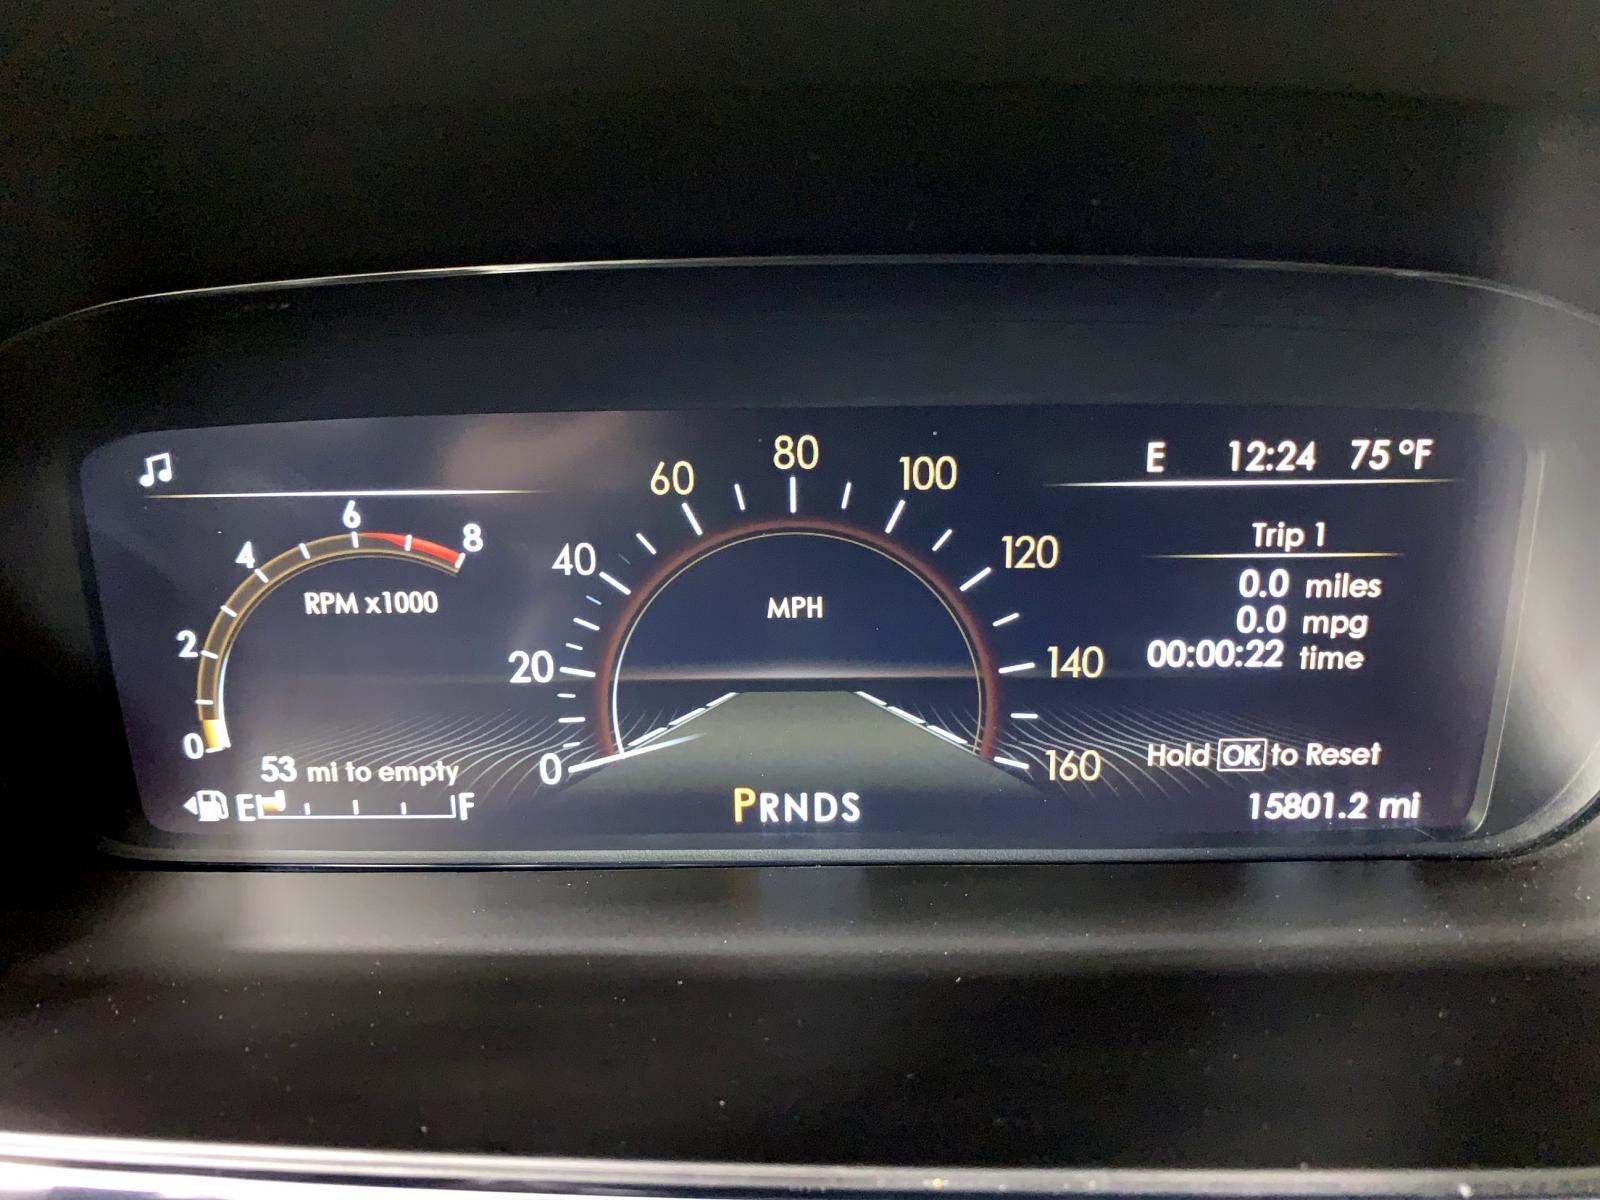 E 12:24 75 °F
Trip 1
0.0 miles
0.0 mpg
00:00:22 time
Hold OK to Reset
15801.2 mi
0 20 40 60 80 100 120 140 160
MPH
PRNDS
0 2 4 6 8
RPM x1000
53 mi to empty
E F